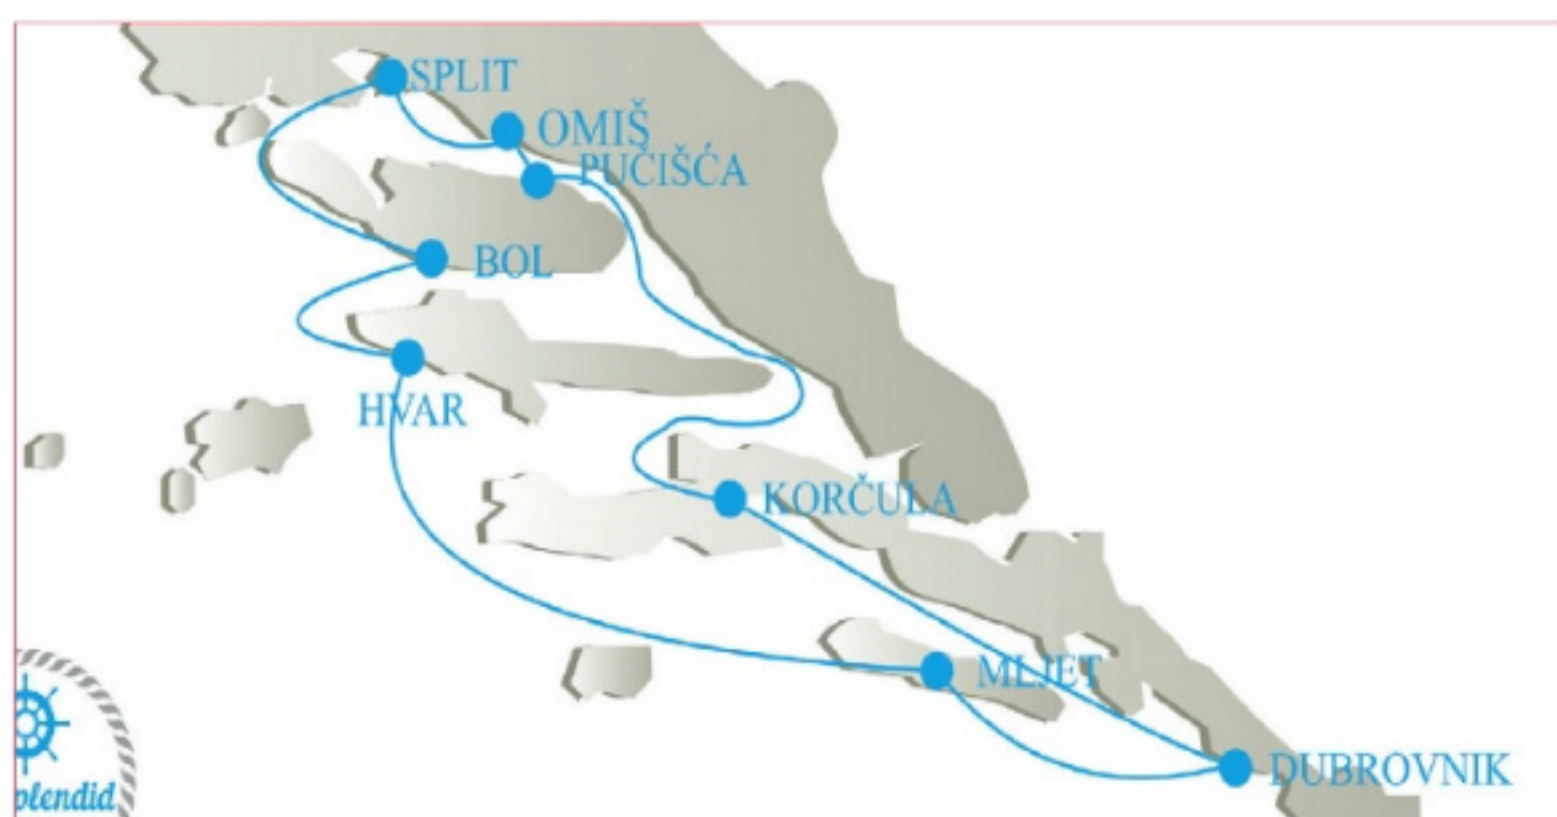 SPLIT
OMIŠ
PUČIŠĆA
BOL
HVAR
KORČULA
MLJET
DUBROVNIK
plendid